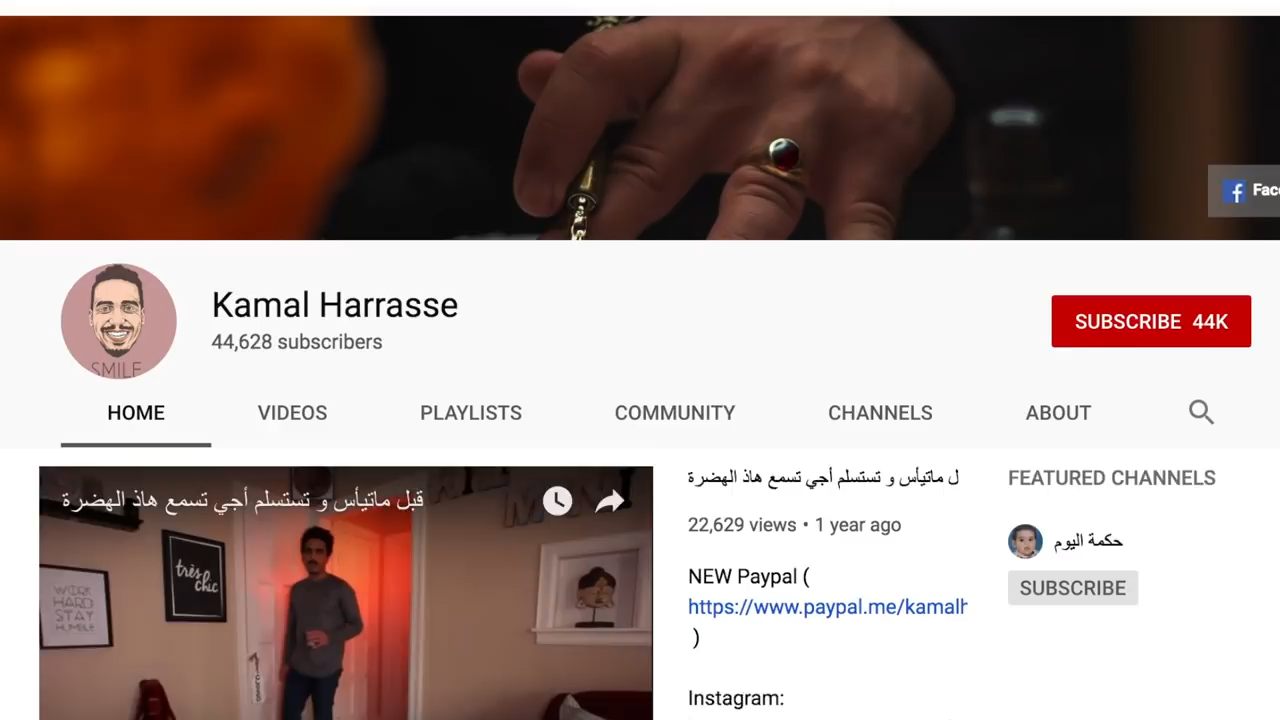 Fac
Kamal Harrasse
44,628 subscribers
SUBSCRIBE 44K
SMILE
HOME
VIDEOS
PLAYLISTS
COMMUNITY
CHANNELS
ABOUT
قبل ماتيأس و تستسلم أجي تسمع هاذ الهضرة
très
chic
WORK
HARD
STAY
HUMBLE
ل ماتيأس و تستسلم أجي تسمع هاذ الهضرة
22,629 views • 1 year ago
NEW Paypal (
https://www.paypal.me/kamalh
)
Instagram:
FEATURED CHANNELS
حكمة اليوم
SUBSCRIBE